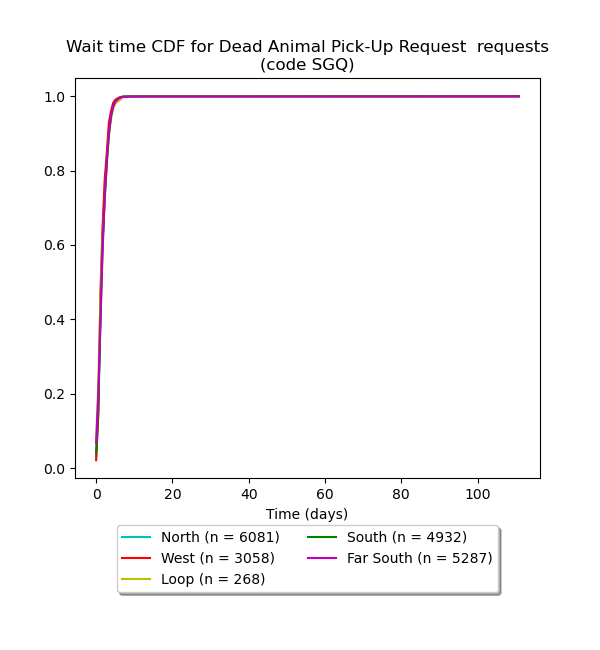 Wait time CDF for Dead Animal Pick-Up Request  requests
(code SGQ)
1.0
0.8
0.6
0.4
0.2
0.0
0 20 40 60 80 100
Time (days)
North (n = 6081)
West (n = 3058)
Loop (n = 268)
South (n = 4932)
Far South (n = 5287)